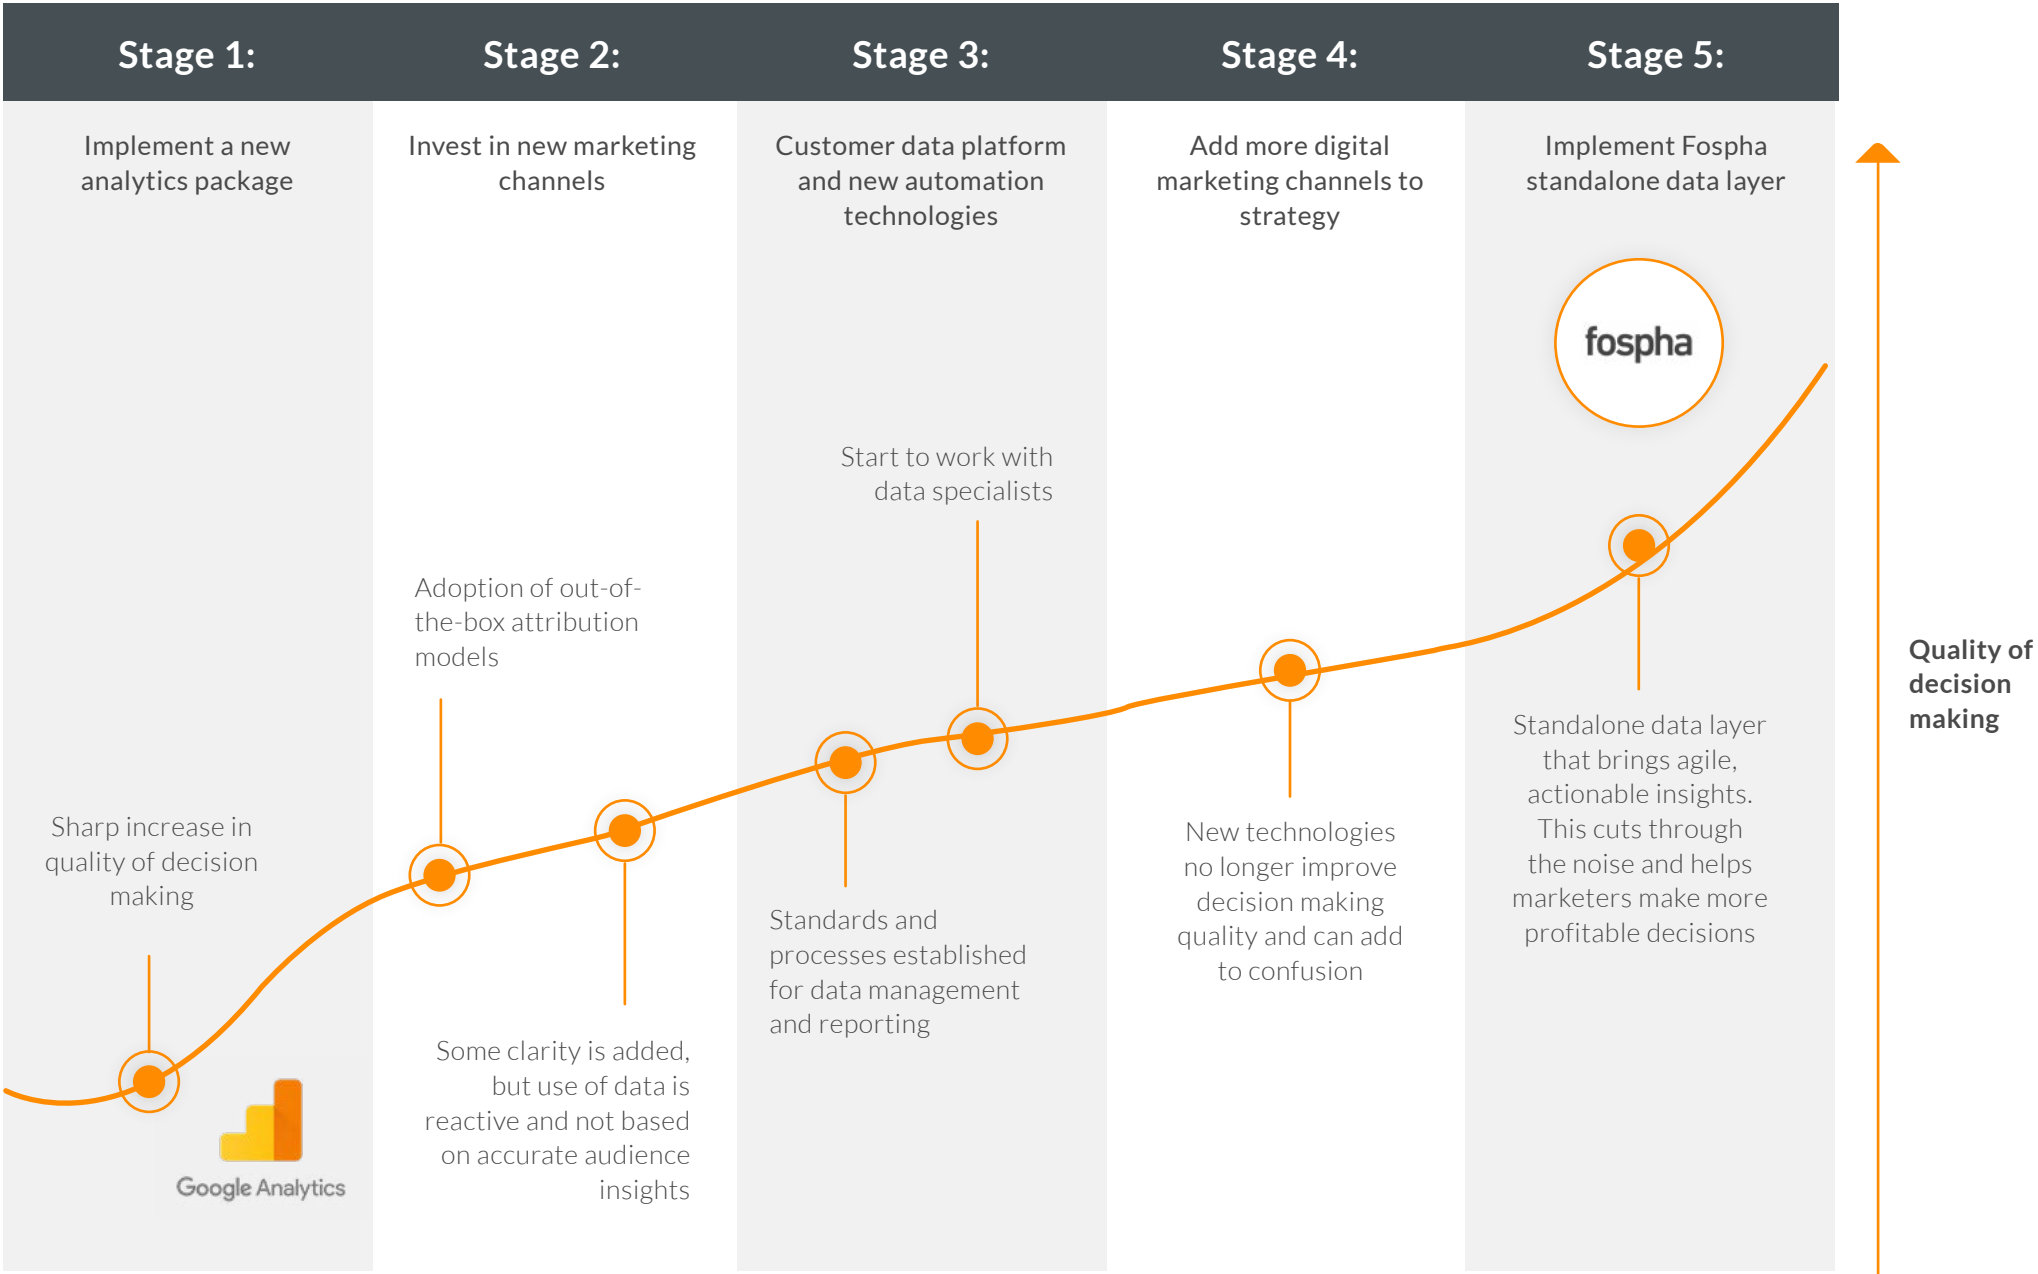 Stage 1:
Stage 2:
Stage 3:
Stage 4:
Stage 5:
Implement a new
analytics package
Invest in new marketing
channels
Customer data platform
and new automation
technologies
Add more digital
marketing channels to
strategy
Implement Fospha
standalone data layer
fospha
Start to work with
data specialists
Adoption of out-of-
the-box attribution
models
Quality of
decision
making
Sharp increase in
quality of decision
making
Standards and
processes established
for data management
and reporting
New technologies
no longer improve
decision making
quality and can add
to confusion
Standalone data layer
that brings agile,
actionable insights.
This cuts through
the noise and helps
marketers make more
profitable decisions
Some clarity is added,
but use of data is
reactive and not based
on accurate audience
insights
Google Analytics